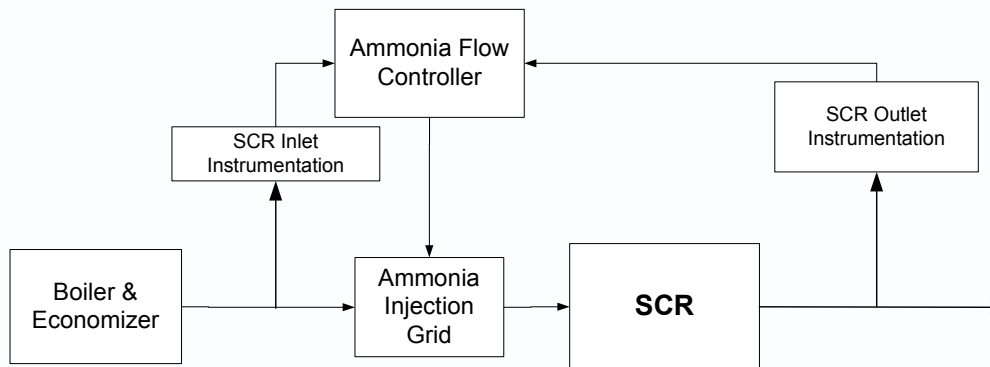 Ammonia Flow
Controller
SCR Inlet
Instrumentation
SCR Outlet
Instrumentation
Boiler &
Economizer
Ammonia
Injection
Grid
SCR